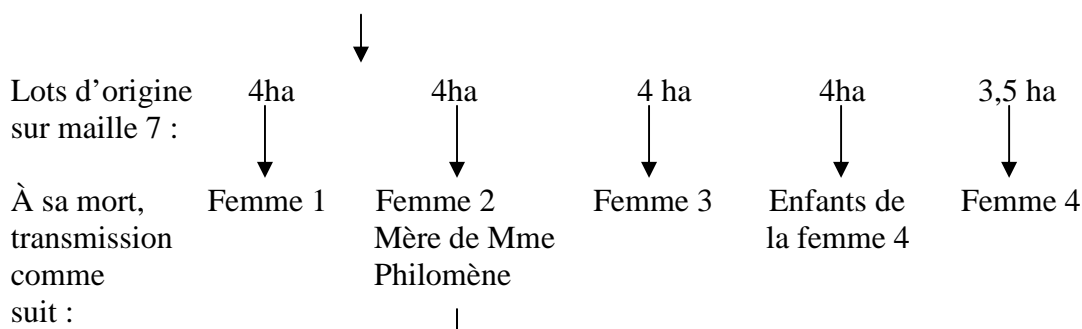 Lots d’origine 4ha 4ha 4 ha 4ha 3,5 ha
sur maille 7 :
À sa mort, Femme 1 Femme 2 Femme 3 Enfants de Femme 4
transmission Mère de Mme la femme 4
comme Philomène
suit :